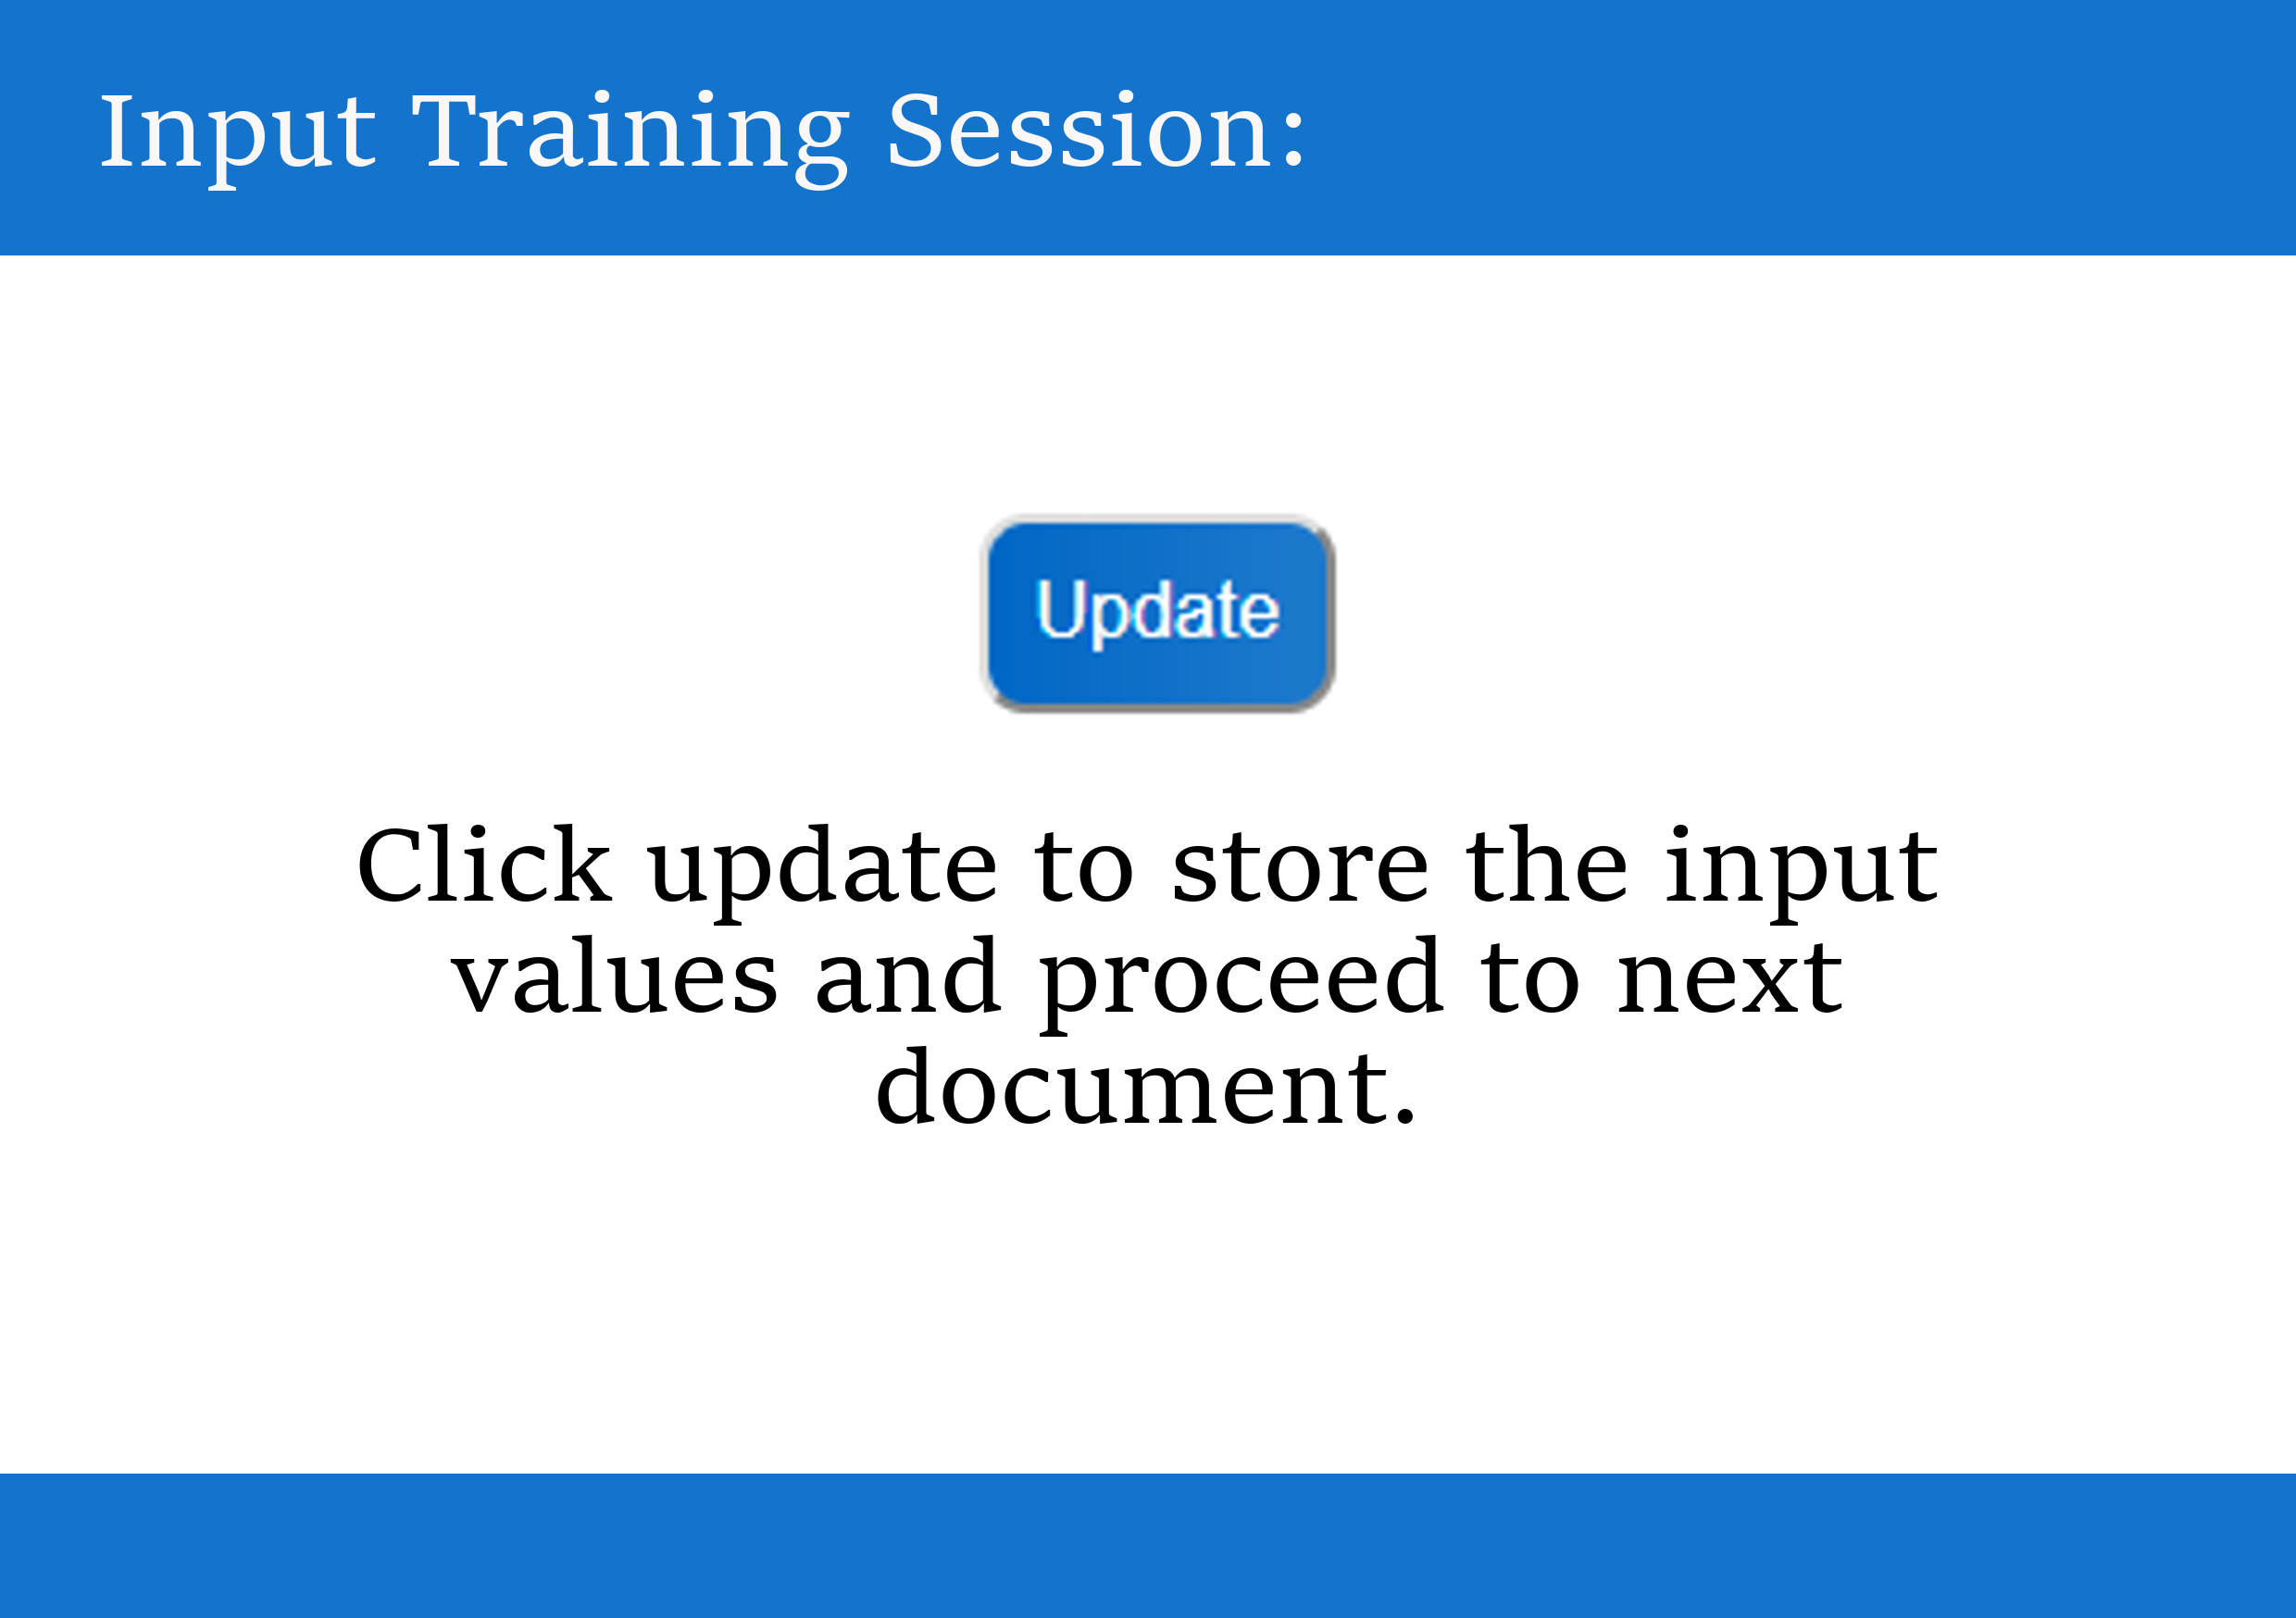 Input Training Session:
Update
Click update to store the input
values and proceed to next
document.